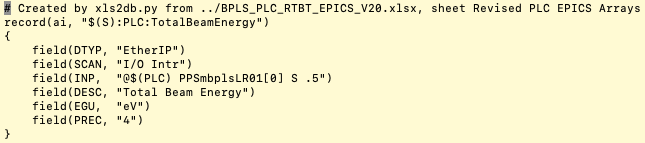 # Created by xls2db.py from ../BPLS_PLC_RTBT_EPICS_V20.xlsx, sheet Revised PLC EPICS Arrays
record(ai, "$(S):PLC:TotalBeamEnergy")
{
    field(DTYP, "EtherIP")
    field(SCAN, "I/O Intr")
    field(INP,  "@$(PLC) PPSmbplsLR01[0] S .5")
    field(DESC, "Total Beam Energy")
    field(EGU,  "eV")
    field(PREC, "4")
}